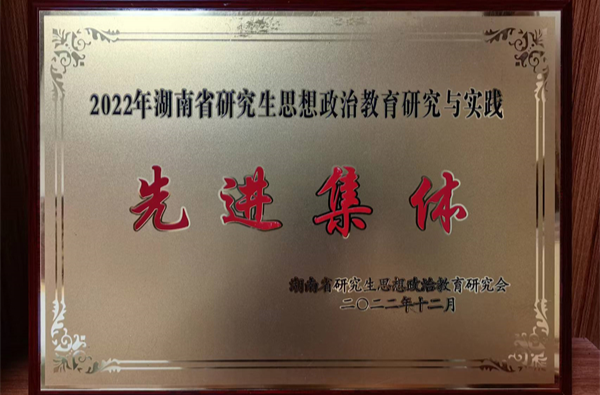 2022年湖南省研究生思想政治教育研究与实践
先进集体
湖南省研究生思想政治教育研究会
二〇二二年十二月